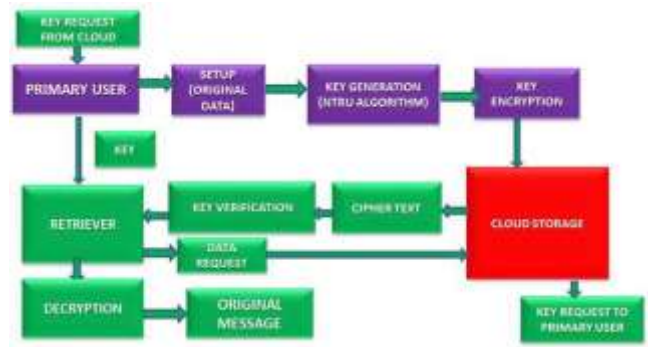 KEY REQUEST
FROM CLOUD
PRIMARY USER
SETUP
(ORIGINAL
DATA)
KEY GENERATION
(NTRU ALGORITHM)
KEY
ENCRYPTION
KEY
RETRIEVER
KEY VERIFICATION
CIPHER TEXT
CLOUD STORAGE
DATA
REQUEST
DECRYPTION
ORIGINAL
MESSAGE
KEY REQUEST TO
PRIMARY USER